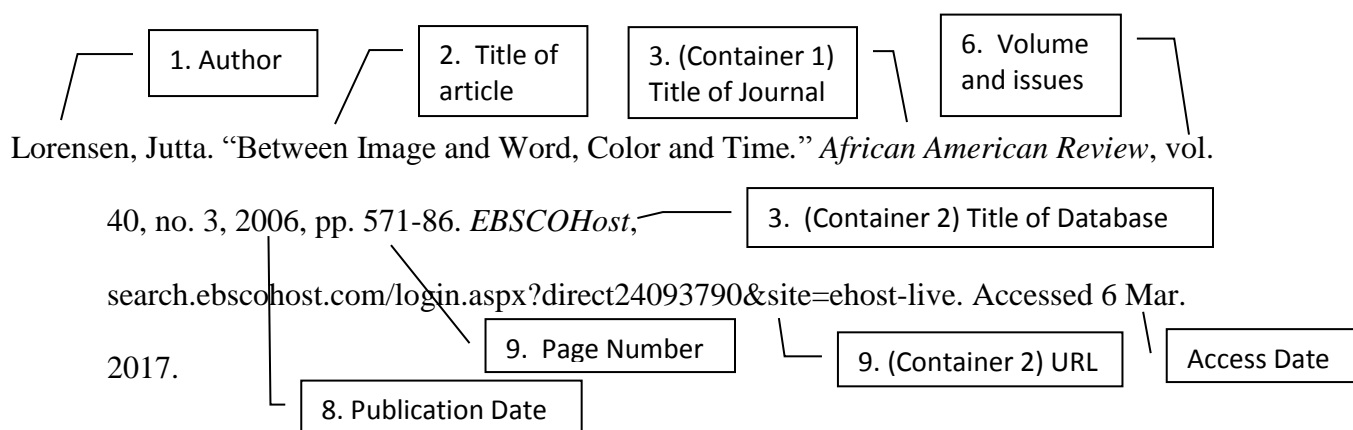 1. Author
2. Title of
article
3. (Container 1)
Title of Journal
6. Volume
and issues
Lorensen, Jutta. “Between Image and Word, Color and Time.” African American Review, vol.
40, no. 3, 2006, pp. 571-86. EBSCOHost,
3. (Container 2) Title of Database
search.ebscohost.com/login.aspx?direct24093790&site=ehost-live. Accessed 6 Mar.
2017.
9. Page Number
9. (Container 2) URL
Access Date
8. Publication Date